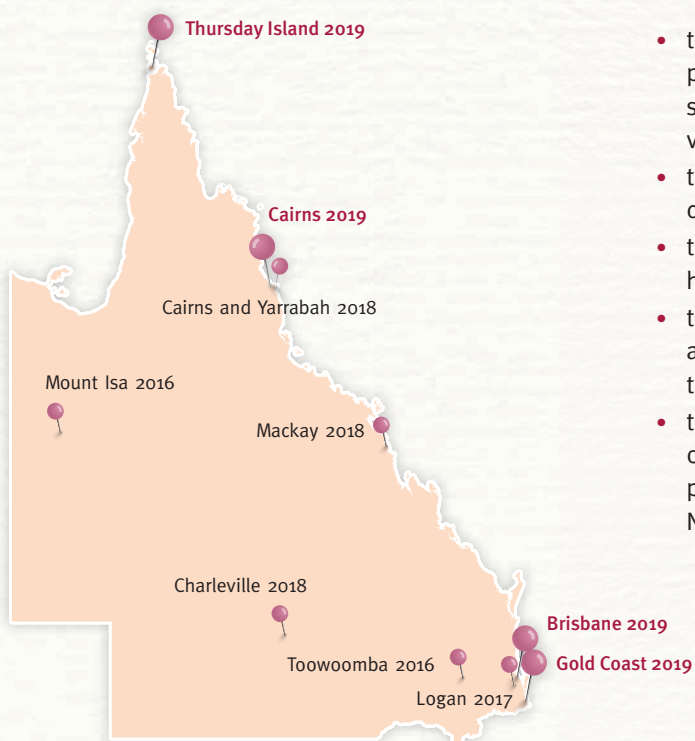 Thursday Island 2019
Cairns 2019
Cairns and Yarrabah 2018
Mount Isa 2016
Mackay 2018
Charleville 2018
Brisbane 2019
Toowoomba 2016
Gold Coast 2019
Logan 2017